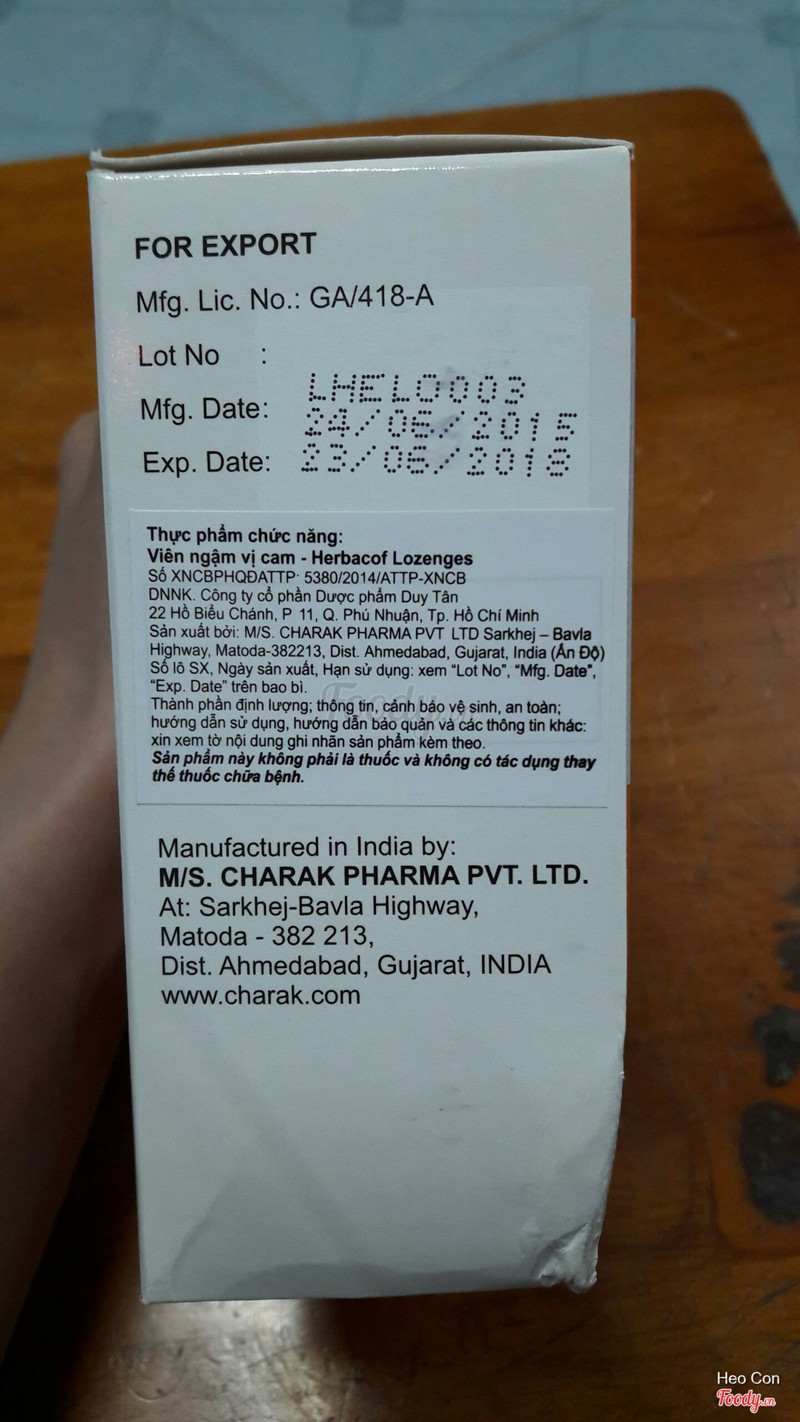 FOR EXPORT
Mfg. Lic. No.: GA/418-A
Lot No :
LHEL0003
Mfg. Date:
24/06/2015
Exp. Date:
23/06/2018
Thực phẩm chức năng:
Viên ngậm vị cam - Herbacof Lozenges
Số XNCBPHQĐATTP: 5380/2014/ATTP-XNCB
DNNK. Công ty cổ phần Dược phẩm Duy Tân
22 Hồ Biểu Chánh, P 11, Q. Phú Nhuận, Tp. Hồ Chí Minh
Sản xuất bởi: M/S. CHARAK PHARMA PVT LTD Sarkhej – Bavla
Highway, Matoda-382213, Dist. Ahmedabad, Gujarat, India (Ấn Độ)
Số lô SX, Ngày sản xuất, Hạn sử dụng: xem “Lot No”, “Mfg. Date”,
“Exp. Date” trên bao bì.
Thành phần định lượng; thông tin, cảnh báo vệ sinh, an toàn;
hướng dẫn sử dụng, hướng dẫn bảo quản và các thông tin khác:
xin xem tờ nội dung ghi nhãn sản phẩm kèm theo.
Sản phẩm này không phải là thuốc và không có tác dụng thay
thế thuốc chữa bệnh.
Foody.vn
Manufactured in India by:
M/S. CHARAK PHARMA PVT. LTD.
At: Sarkhej-Bavla Highway,
Matoda - 382 213,
Dist. Ahmedabad, Gujarat, INDIA
www.charak.com
Heo Con
Foody.vn